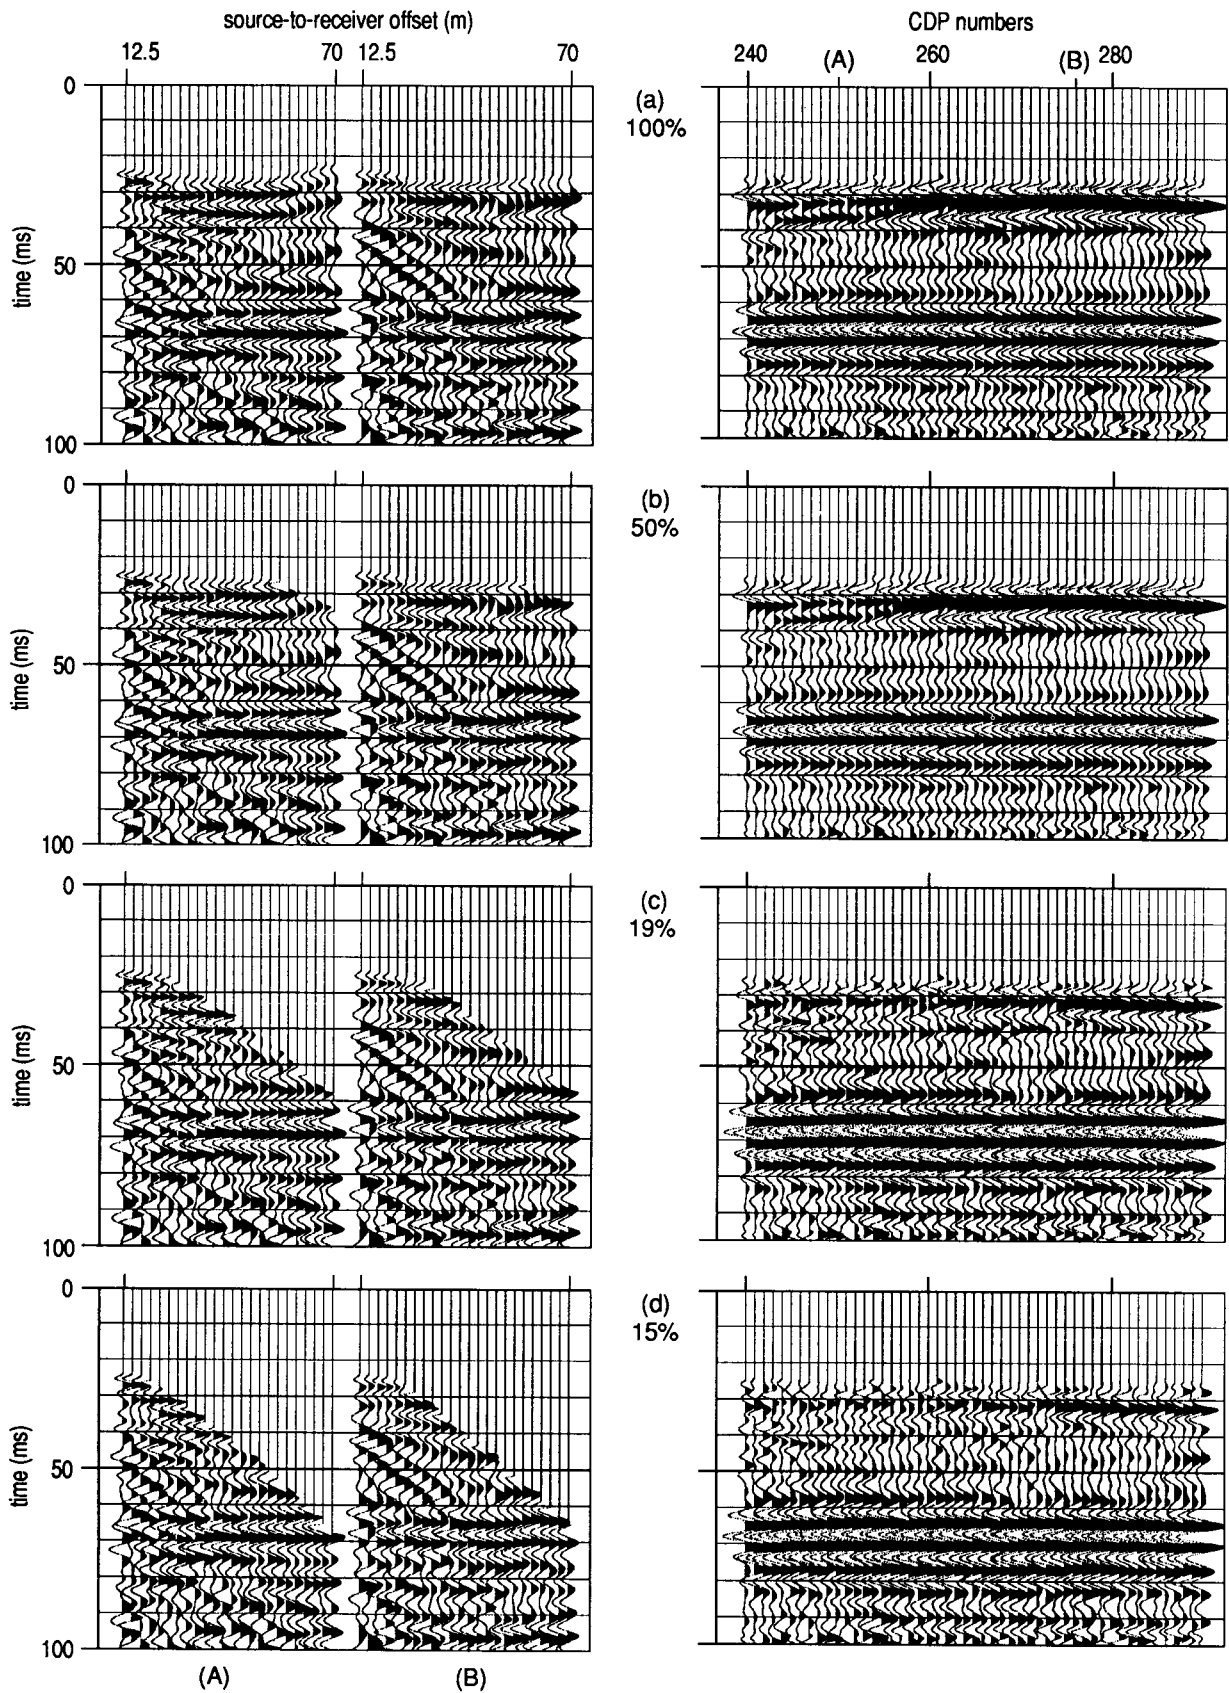 source-to-receiver offset (m)
CDP numbers
12.5 70 12.5 70
240 (A) 260 (B) 280
0
50
100
time (ms)
(a)
100%
0
50
100
time (ms)
(b)
50%
0
50
100
time (ms)
(c)
19%
0
50
100
time (ms)
(d)
15%
(A) (B)